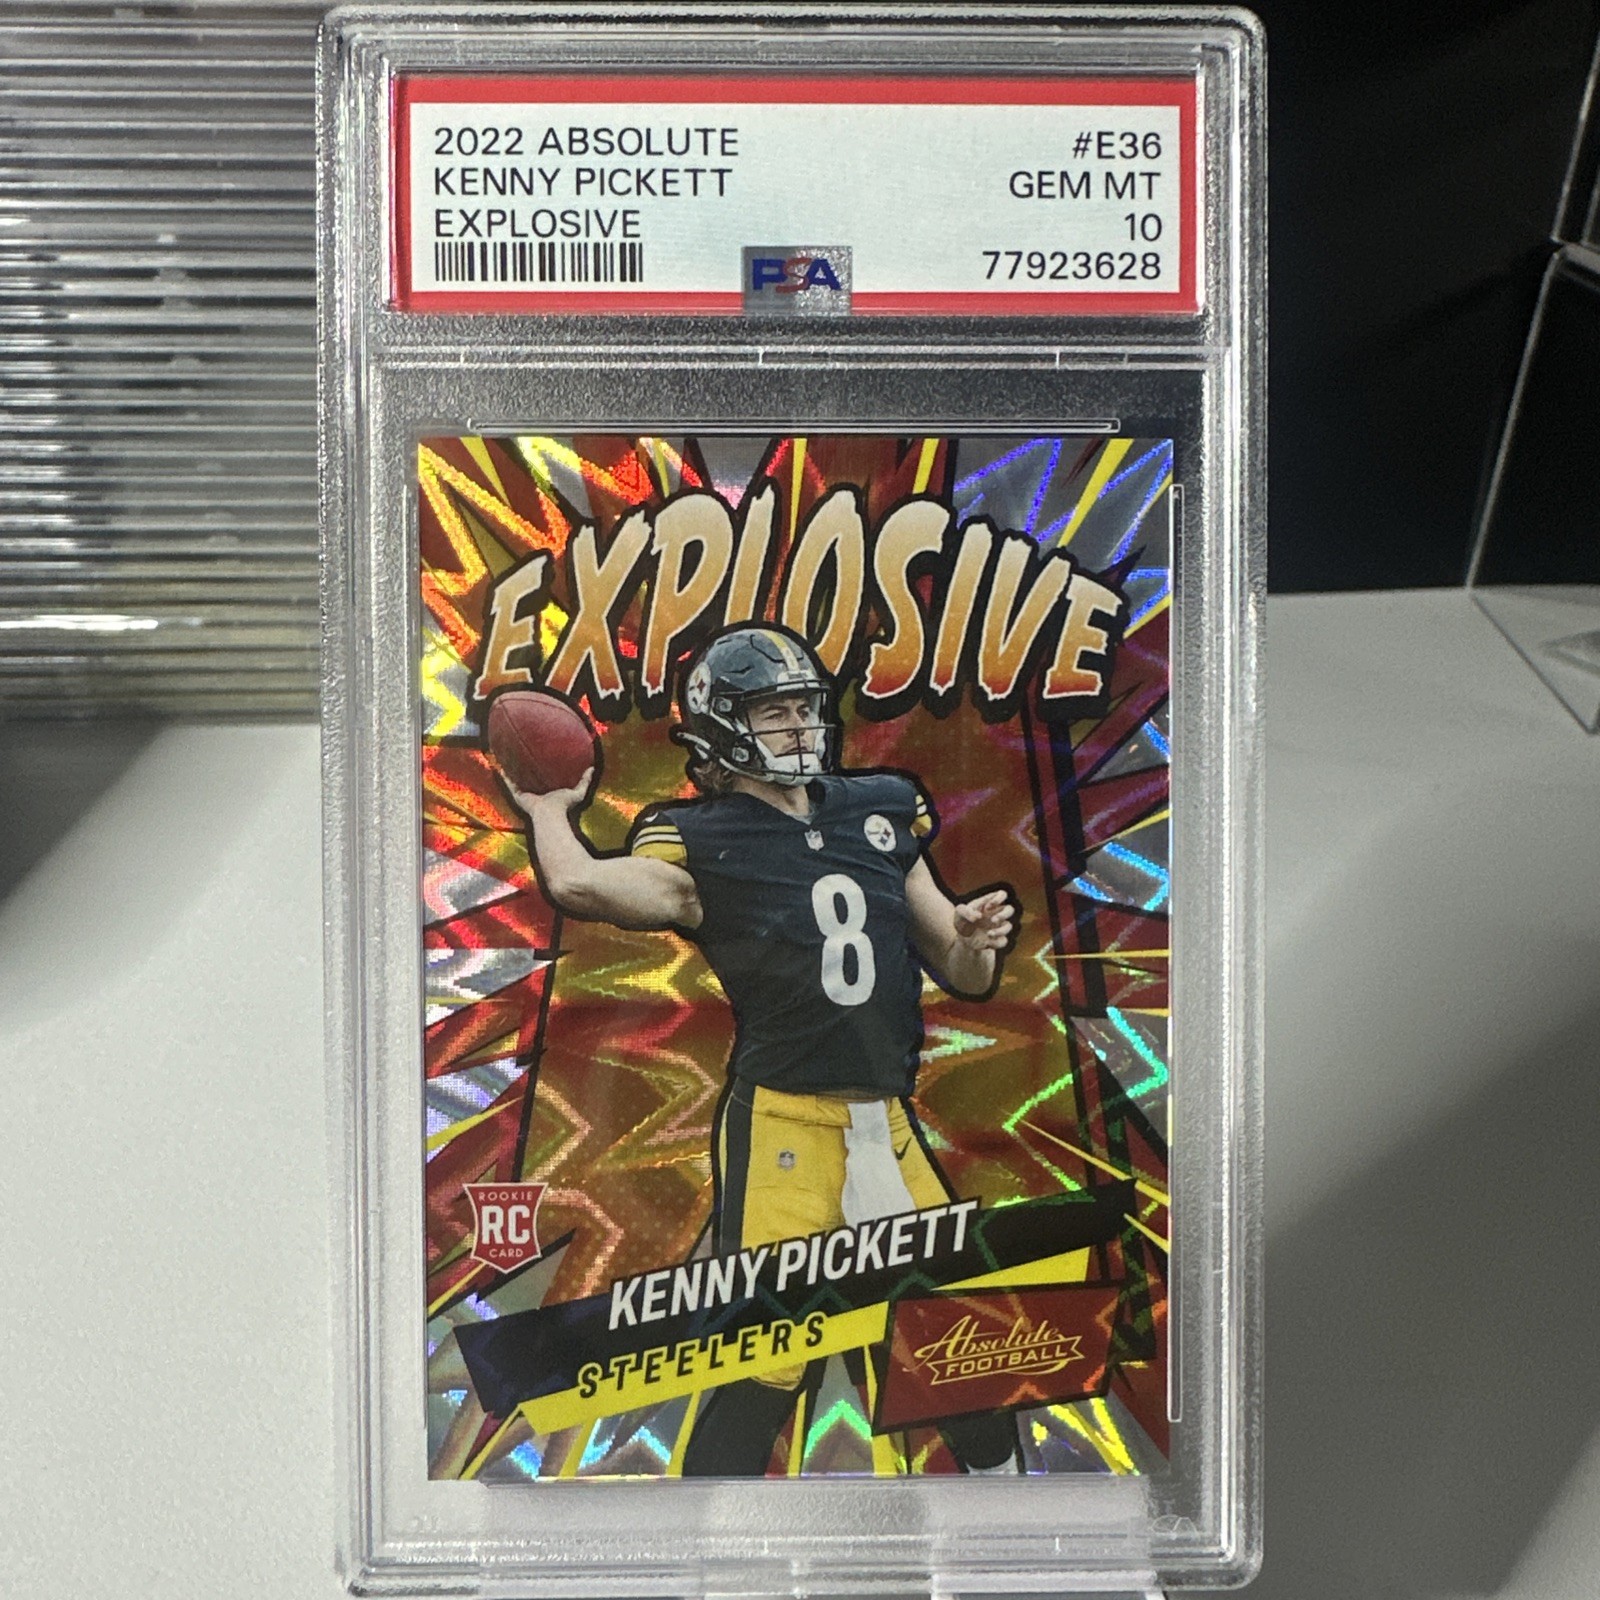 2022 ABSOLUTE #E36
KENNY PICKETT GEM MT
EXPLOSIVE 10
77923628
PSA
EXPLOSIVE
8
ROOKIE
RC
CARD
KENNY PICKETT
STEELERS
Absolute
FOOTBALL